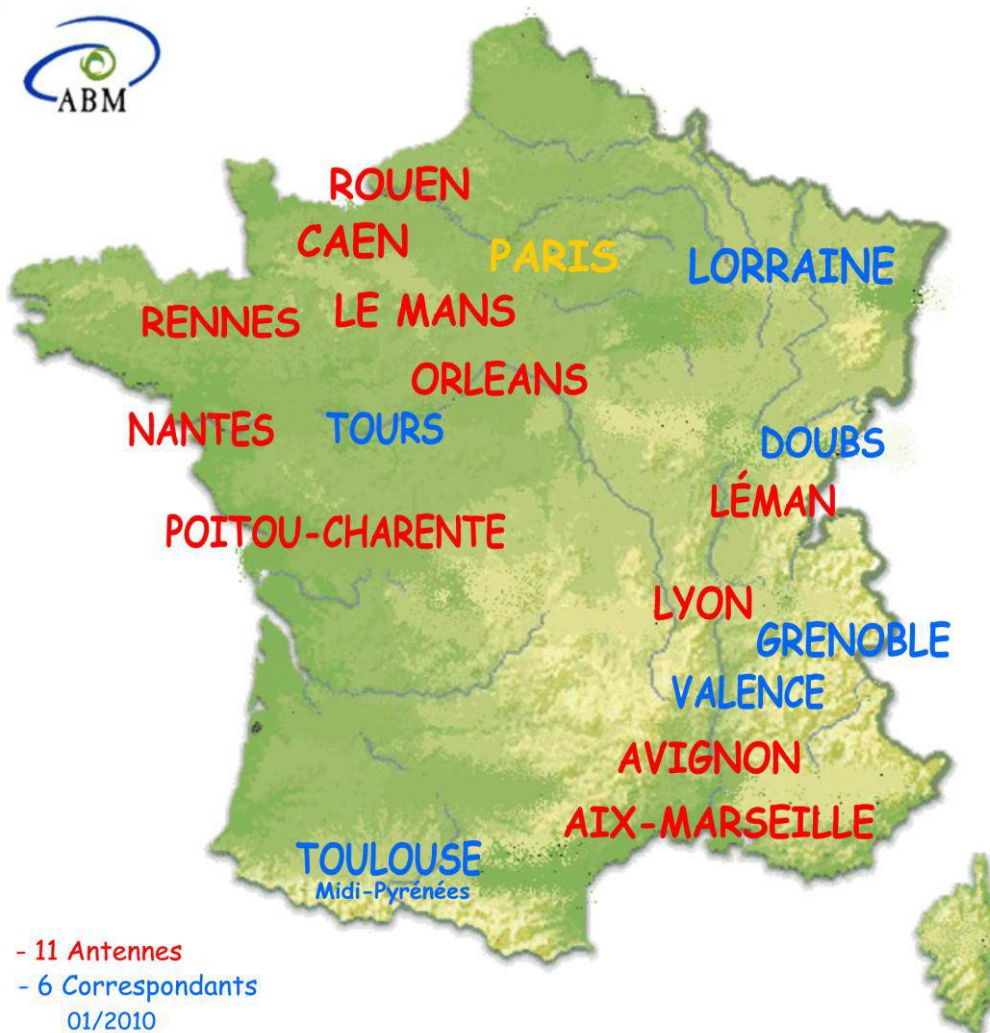 ABM
ROUEN
CAEN
PARIS
LORRAINE
RENNES
LE MANS
ORLEANS
NANTES
TOURS
DOUBS
LÉMAN
POITOU-CHARENTE
LYON
GRENOBLE
VALENCE
AVIGNON
AIX-MARSEILLE
TOULOUSE
Midi-Pyrénées
- 11 Antennes
- 6 Correspondants
01/2010